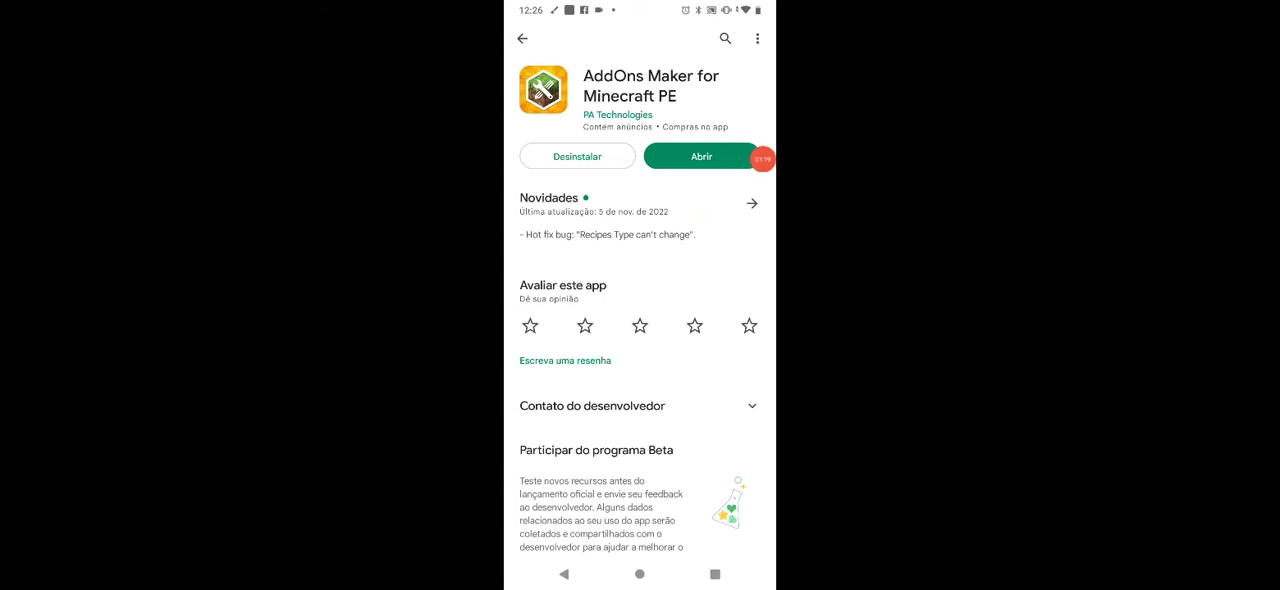 12:26
AddOns Maker for
Minecraft PE
PA Technologies
Contém anúncios • Compras no app
Desinstalar
Abrir
01:19
Novidades
Última atualização: 5 de nov. de 2022
- Hot fix bug: "Recipes Type can't change".
Avaliar este app
Dê sua opinião
Escreva uma resenha
Contato do desenvolvedor
Participar do programa Beta
Teste novos recursos antes do
lançamento oficial e envie seu feedback
ao desenvolvedor. Alguns dados
relacionados ao seu uso do app serão
coletados e compartilhados com o
desenvolvedor para ajudar a melhorar o